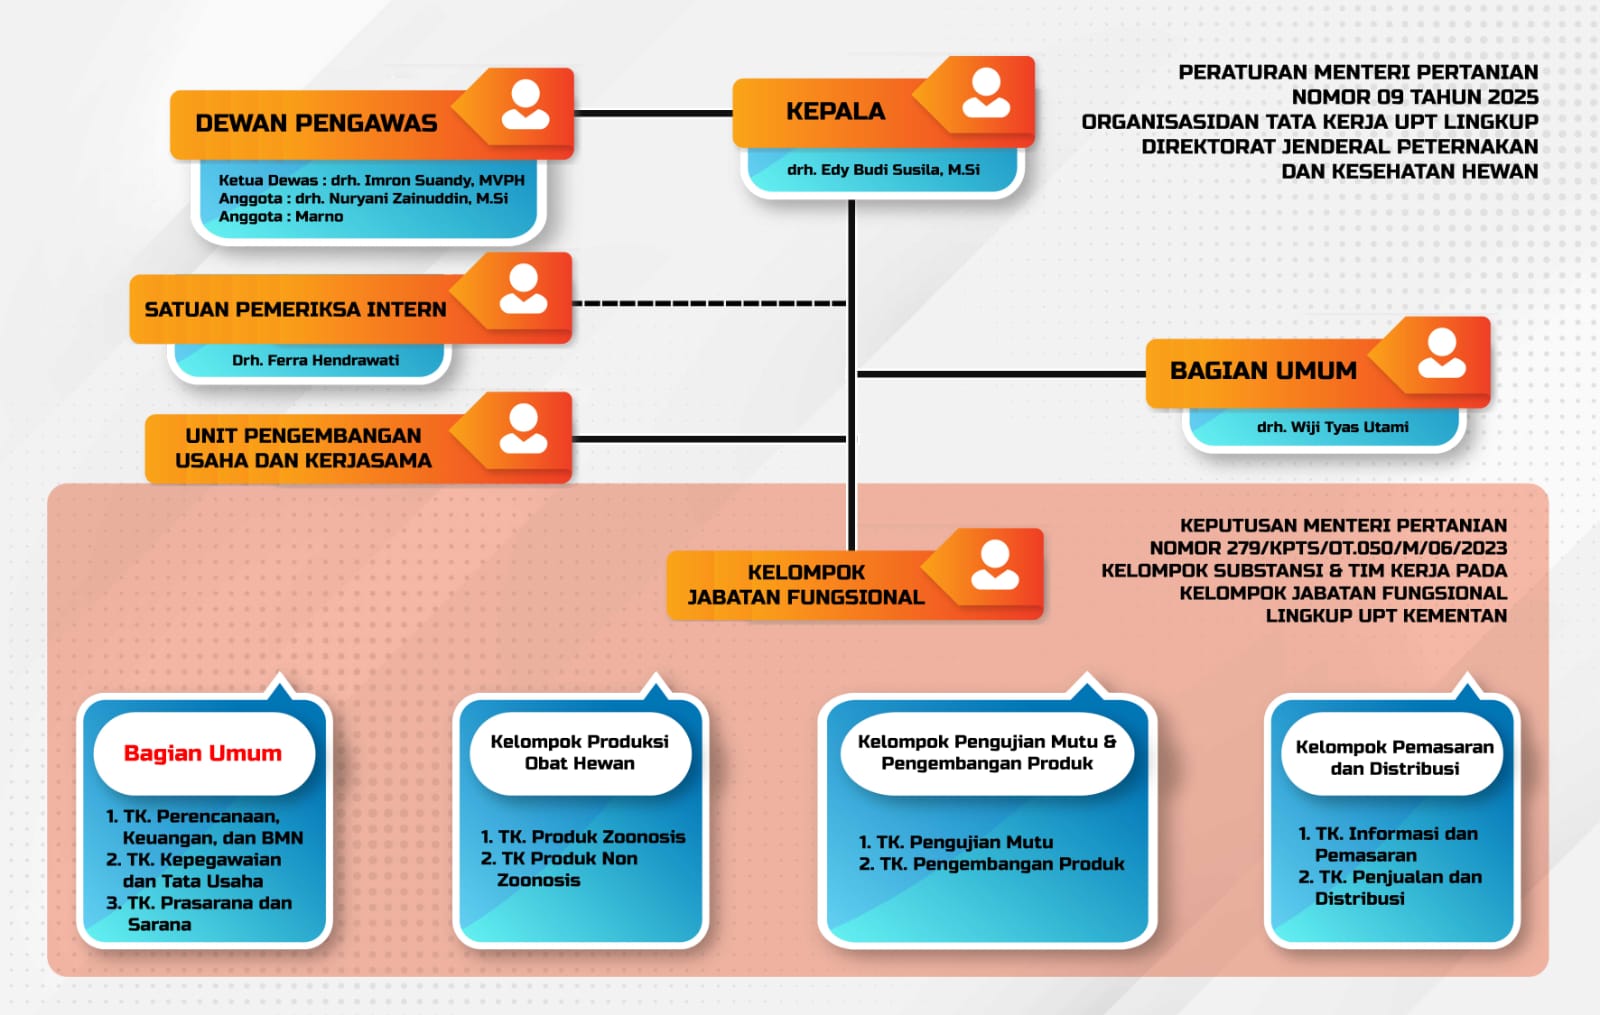 DEWAN PENGAWAS
Ketua Dewas : drh. Imron Suandy, MVPH
Anggota : drh. Nuryani Zainuddin, M.Si
Anggota : Marno
KEPALA
drh. Edy Budi Susila, M.Si
PERATURAN MENTERI PERTANIAN
NOMOR 09 TAHUN 2025
ORGANISASIDAN TATA KERJA UPT LINGKUP
DIREKTORAT JENDERAL PETERNAKAN
DAN KESEHATAN HEWAN
SATUAN PEMERIKSA INTERN
Drh. Ferra Hendrawati
BAGIAN UMUM
drh. Wiji Tyas Utami
UNIT PENGEMBANGAN
USAHA DAN KERJASAMA
KELOMPOK
JABATAN FUNGSIONAL
KEPUTUSAN MENTERI PERTANIAN
NOMOR 279/KPTS/OT.050/M/06/2023
KELOMPOK SUBSTANSI & TIM KERJA PADA
KELOMPOK JABATAN FUNGSIONAL
LINGKUP UPT KEMENTAN
Bagian Umum
1. TK. Perencanaan,
Keuangan, dan BMN
2. TK. Kepegawaian
dan Tata Usaha
3. TK. Prasarana dan
Sarana
Kelompok Produksi
Obat Hewan
1. TK. Produk Zoonosis
2. TK Produk Non
Zoonosis
Kelompok Pengujian Mutu &
Pengembangan Produk
1. TK. Pengujian Mutu
2. TK. Pengembangan Produk
Kelompok Pemasaran
dan Distribusi
1. TK. Informasi dan
Pemasaran
2. TK. Penjualan dan
Distribusi